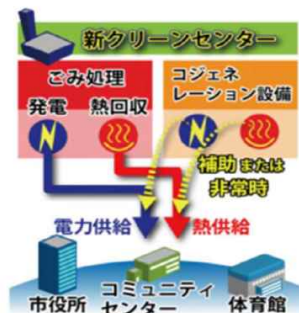 新クリーンセンター
ごみ処理
発電 熱回収
コジェネ
レーション設備
補助または
非常時
電力供給
熱供給
市役所
コミュニティ
センター
体育館